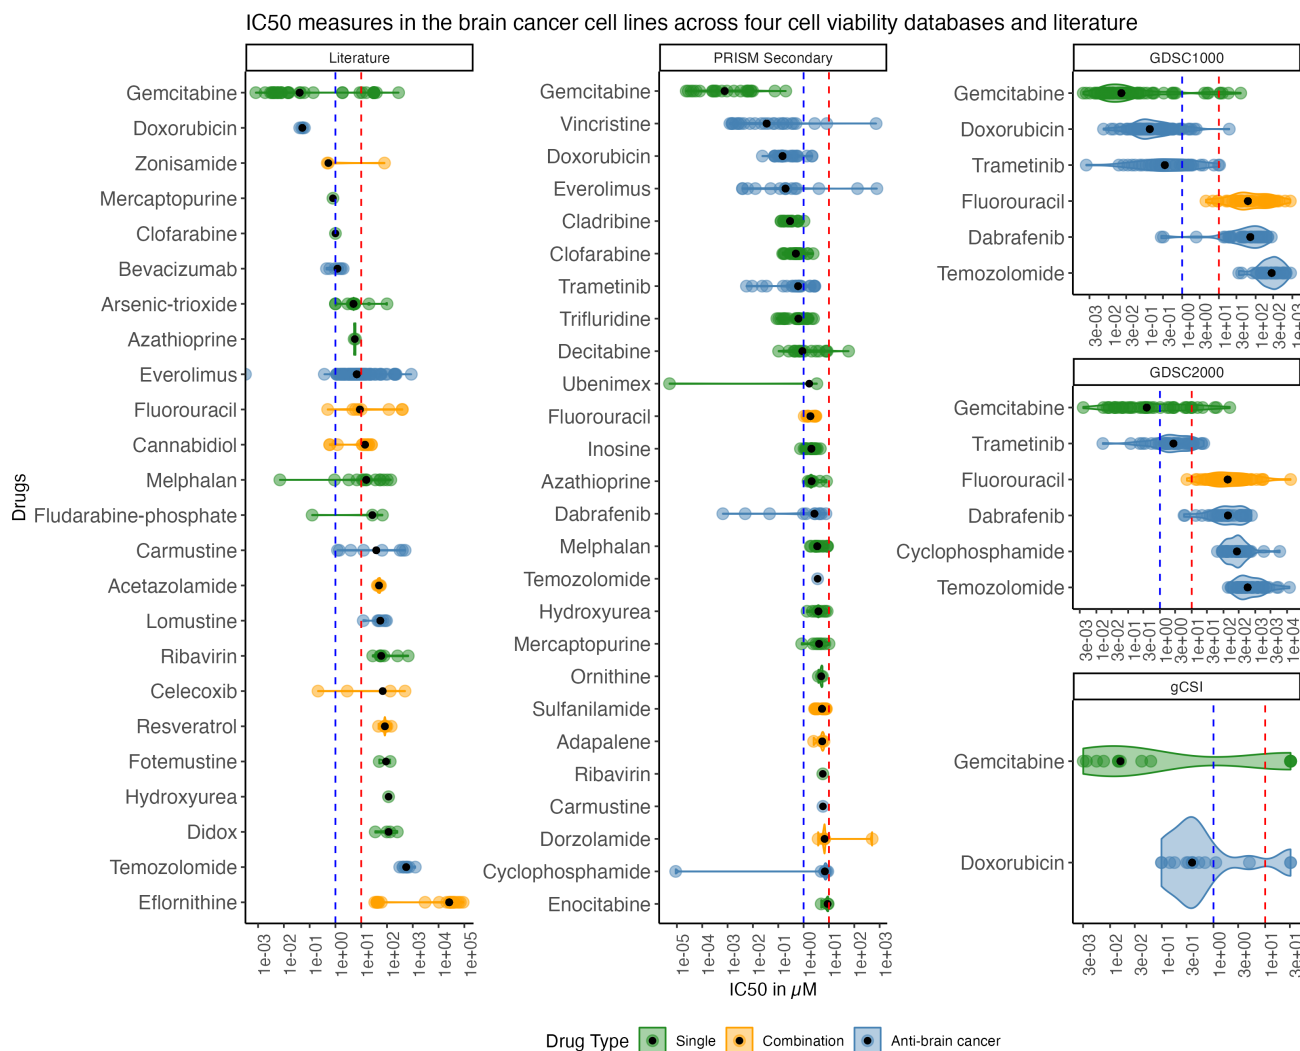 IC50 measures in the brain cancer cell lines across four cell viability databases and literature
Drugs
Literature
Gemcitabine
Doxorubicin
Zonisamide
Mercaptopurine
Clofarabine
Bevacizumab
Arsenic-trioxide
Azathioprine
Everolimus
Fluorouracil
Cannabidiol
Melphalan
Fludarabine-phosphate
Carmustine
Acetazolamide
Lomustine
Ribavirin
Celecoxib
Resveratrol
Fotemustine
Hydroxyurea
Didox
Temozolomide
Eflornithine
1e-03
1e-02
1e-01
1e+00
1e+01
1e+02
1e+03
1e+04
1e+05
PRISM Secondary
Gemcitabine
Vincristine
Doxorubicin
Everolimus
Cladribine
Clofarabine
Trametinib
Trifluridine
Decitabine
Ubenimex
Fluorouracil
Inosine
Azathioprine
Dabrafenib
Melphalan
Temozolomide
Hydroxyurea
Mercaptopurine
Ornithine
Sulfanilamide
Adapalene
Ribavirin
Carmustine
Dorzolamide
Cyclophosphamide
Enocitabine
1e-05
1e-04
1e-03
1e-02
1e-01
1e+00
1e+01
1e+02
1e+03
IC50 in µM
GDSC1000
Gemcitabine
Doxorubicin
Trametinib
Fluorouracil
Dabrafenib
Temozolomide
3e-03
1e-02
3e-02
1e-01
3e-01
1e+00
3e+00
1e+01
3e+01
1e+02
3e+02
1e+03
GDSC2000
Gemcitabine
Trametinib
Fluorouracil
Dabrafenib
Cyclophosphamide
Temozolomide
3e-03
1e-02
3e-02
1e-01
3e-01
1e+00
3e+00
1e+01
3e+01
1e+02
3e+02
1e+03
3e+03
1e+04
gCSI
Gemcitabine
Doxorubicin
3e-03
1e-02
3e-02
1e-01
3e-01
1e+00
3e+00
1e+01
3e+01
Drug Type
Single
Combination
Anti-brain cancer